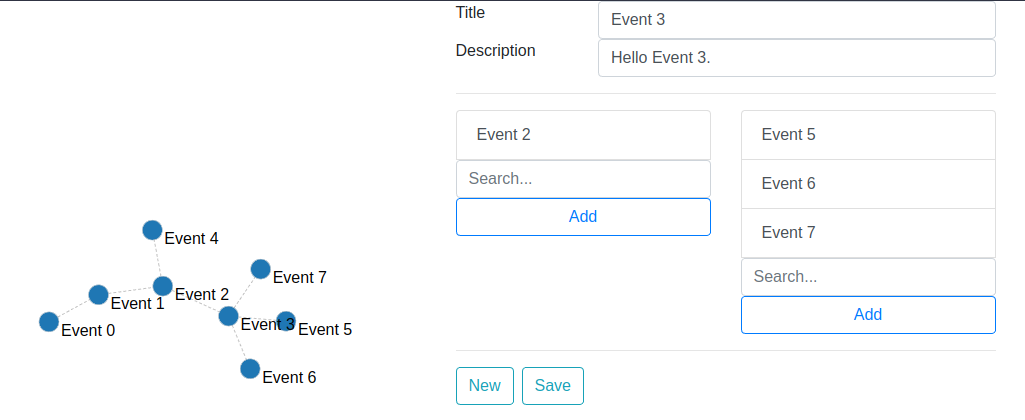 Title
Event 3
Description
Hello Event 3.
Event 2
Search...
Add
Event 5
Event 6
Event 7
Search...
Add
New
Save
Event 4
Event 7
Event 2
Event 1
Event 3
Event 0
Event 5
Event 6